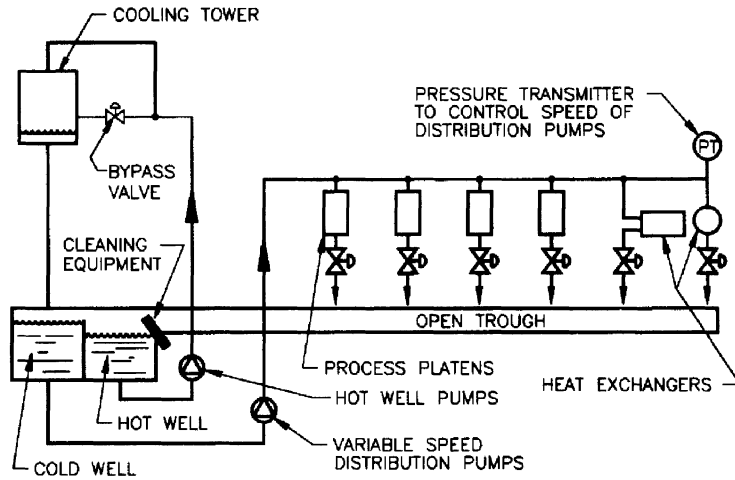 COOLING TOWER
PRESSURE TRANSMITTER
TO CONTROL SPEED OF
DISTRIBUTION PUMPS
PT
BYPASS
VALVE
CLEANING
EQUIPMENT
OPEN TROUGH
PROCESS PLATENS
HEAT EXCHANGERS
HOT WELL PUMPS
HOT WELL
VARIABLE SPEED
DISTRIBUTION PUMPS
COLD WELL